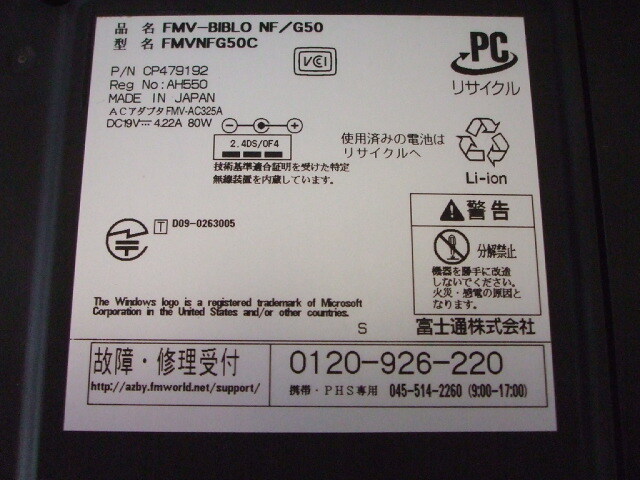 品 名 FMV-BIBLO NF/G50
型 名 FMVNFG50C
VCI
P/N CP479192
Reg No:AH550
MADE IN JAPAN
ACアダプタ FMV-AC325A
DC19V 4.22A 80W
2.4DS/OF4
技術基準適合証明を受けた特定
無線装置を内蔵しています。
PC
リサイクル
使用済みの電池は
リサイクルへ
Li-ion
T D09-0263005
警告
分解禁止
機器を勝手に改造
しないでください。
火災・感電の原因と
なります。
The Windows logo is a registered trademark of Microsoft
Corporation in the United States and/or other countries.
S
富士通株式会社
故障・修理受付
http://azby.fmworld.net/support/
0120-926-220
携帯・PHS専用 045-514-2260 (9:00-17:00)